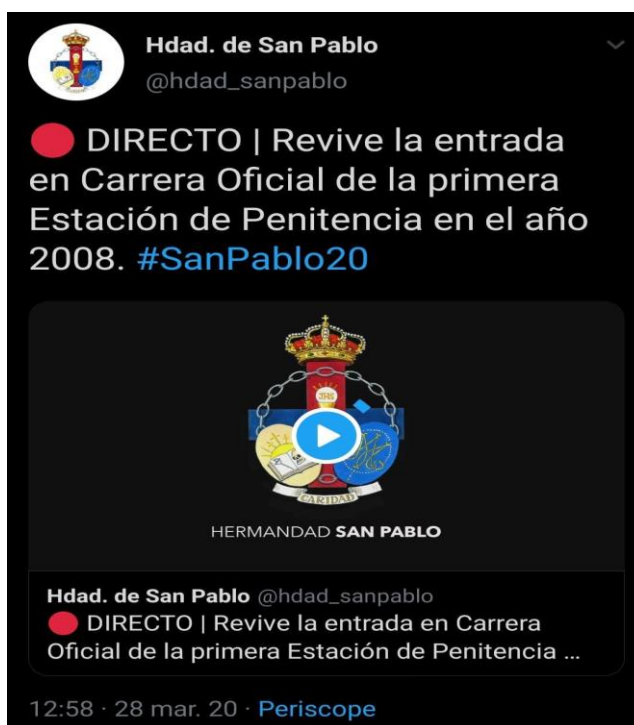 Hdad. de San Pablo
@hdad_sanpablo
🔴 DIRECTO | Revive la entrada
en Carrera Oficial de la primera
Estación de Penitencia en el año
2008. #SanPablo20
JHS
CARIDAD
HERMANDAD SAN PABLO
Hdad. de San Pablo @hdad_sanpablo
🔴 DIRECTO | Revive la entrada en Carrera
Oficial de la primera Estación de Penitencia ...
12:58 · 28 mar. 20 · Periscope